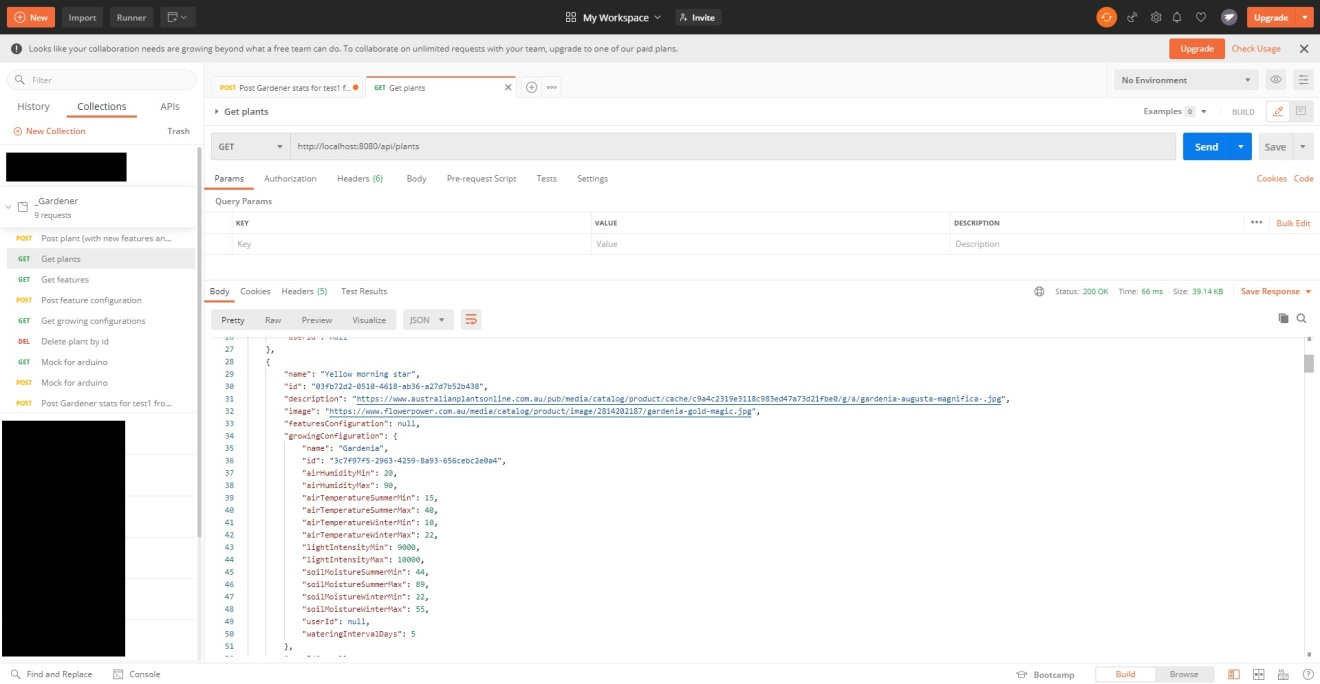 New Import Runner My Workspace Invite Upgrade
Looks like your collaboration needs are growing beyond what a free team can do. To collaborate on unlimited requests with your team, upgrade to one of our paid plans. Upgrade Check Usage
Filter
History Collections APIs
New Collection Trash
_Gardener
9 requests
POST Post plant (with new features an...
GET Get plants
GET Get features
POST Post feature configuration
GET Get growing configurations
DEL Delete plant by id
GET Mock for arduino
POST Mock for arduino
POST Post Gardener stats for test1 fro...
POST Post Gardener stats for test1 f... GET Get plants No Environment
Get plants Examples 0 BUILD
GET http://localhost:8080/api/plants Send Save
Params Authorization Headers (6) Body Pre-request Script Tests Settings Cookies Code
Query Params
KEY VALUE DESCRIPTION Bulk Edit
Key Value Description
Body Cookies Headers (5) Test Results Status: 200 OK Time: 66 ms Size: 39.14 KB Save Response
Pretty Raw Preview Visualize JSON
26 "userId": null
27 },
28 {
29 "name": "Yellow morning star",
30 "id": "03fb72d2-0510-4618-ab36-a27d7b52b438",
31 "description": "https://www.australianplantsonline.com.au/pub/media/catalog/product/cache/c9a4c2319e3118c983ed47a73d21fbe0/g/a/gardenia-augusta-magnifica-.jpg",
32 "image": "https://www.flowerpower.com.au/media/catalog/product/image/2814202187/gardenia-gold-magic.jpg",
33 "featuresConfiguration": null,
34 "growingConfiguration": {
35 "name": "Gardenia",
36 "id": "3c7f97f5-2963-4259-8a93-656cebc2e0a4",
37 "airHumidityMin": 20,
38 "airHumidityMax": 90,
39 "airTemperatureSummerMin": 15,
40 "airTemperatureSummerMax": 40,
41 "airTemperatureWinterMin": 10,
42 "airTemperatureWinterMax": 22,
43 "lightIntensityMin": 9000,
44 "lightIntensityMax": 10000,
45 "soilMoistureSummerMin": 44,
46 "soilMoistureSummerMax": 89,
47 "soilMoistureWinterMin": 22,
48 "soilMoistureWinterMax": 55,
49 "userId": null,
50 "wateringIntervalDays": 5
51 },
Find and Replace Console Bootcamp Build Browse